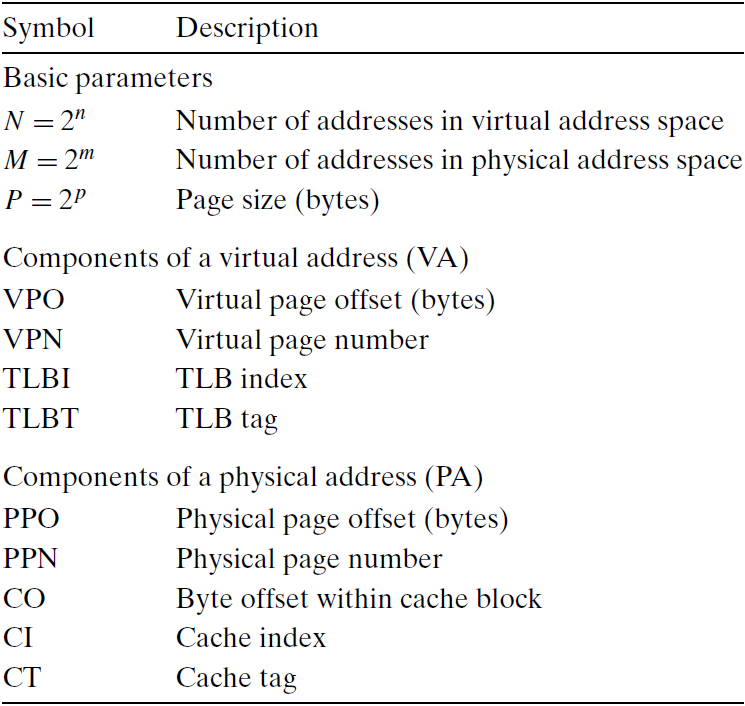 Symbol Description
Basic parameters
N = 2ⁿ Number of addresses in virtual address space
M = 2ᵐ Number of addresses in physical address space
P = 2ᵖ Page size (bytes)
Components of a virtual address (VA)
VPO Virtual page offset (bytes)
VPN Virtual page number
TLBI TLB index
TLBT TLB tag
Components of a physical address (PA)
PPO Physical page offset (bytes)
PPN Physical page number
CO Byte offset within cache block
CI Cache index
CT Cache tag